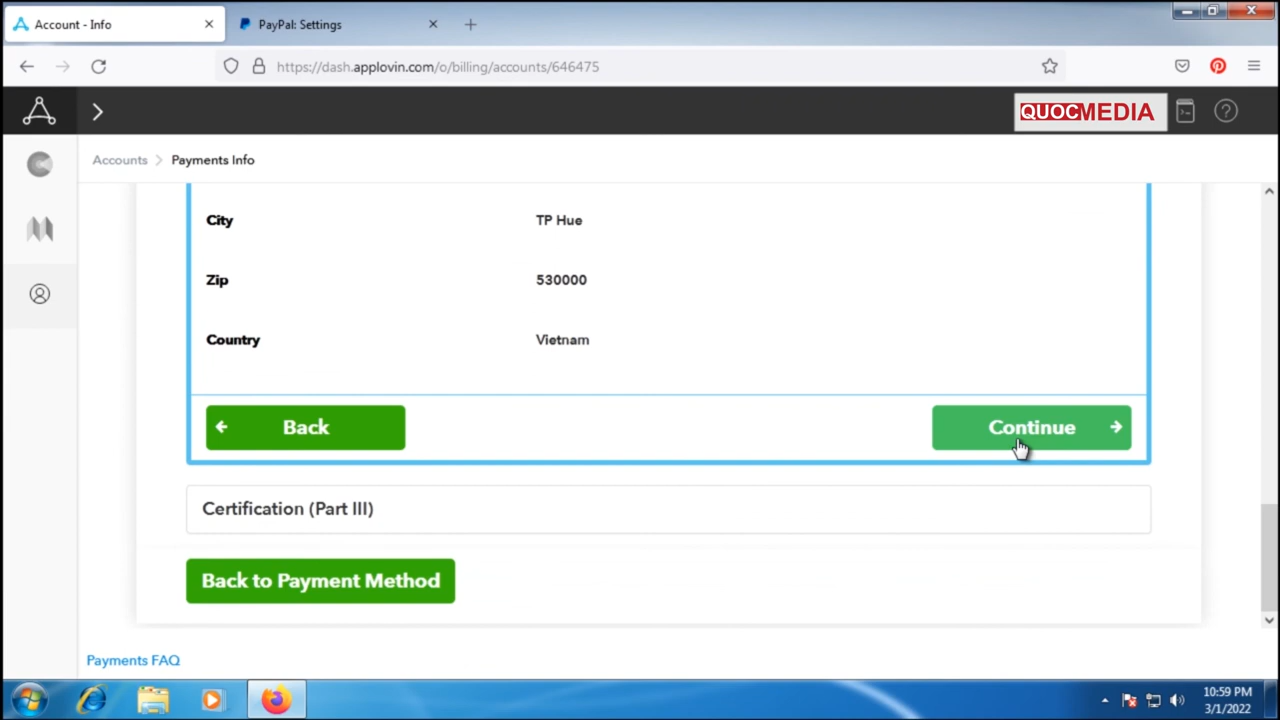 Account - Info
PayPal: Settings
https://dash.applovin.com/o/billing/accounts/646475
QUOCMEDIA
Accounts
Payments Info
City
TP Hue
Zip
530000
Country
Vietnam
Back
Continue
Certification (Part III)
Back to Payment Method
Payments FAQ
10:59 PM
3/1/2022